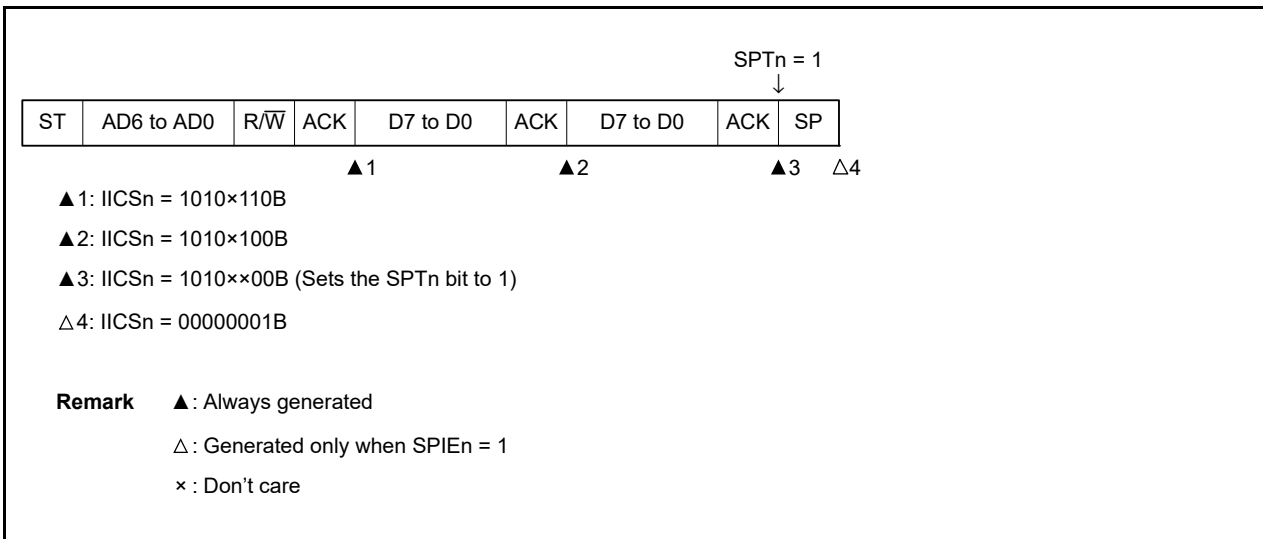 SPTn = 1
↓
ST AD6 to AD0 R/W̅ ACK D7 to D0 ACK D7 to D0 ACK SP
▲1 ▲2 ▲3 △4
▲1: IICSn = 1010×110B
▲2: IICSn = 1010×100B
▲3: IICSn = 1010××00B (Sets the SPTn bit to 1)
△4: IICSn = 00000001B
Remark ▲: Always generated
△: Generated only when SPIEn = 1
×: Don’t care